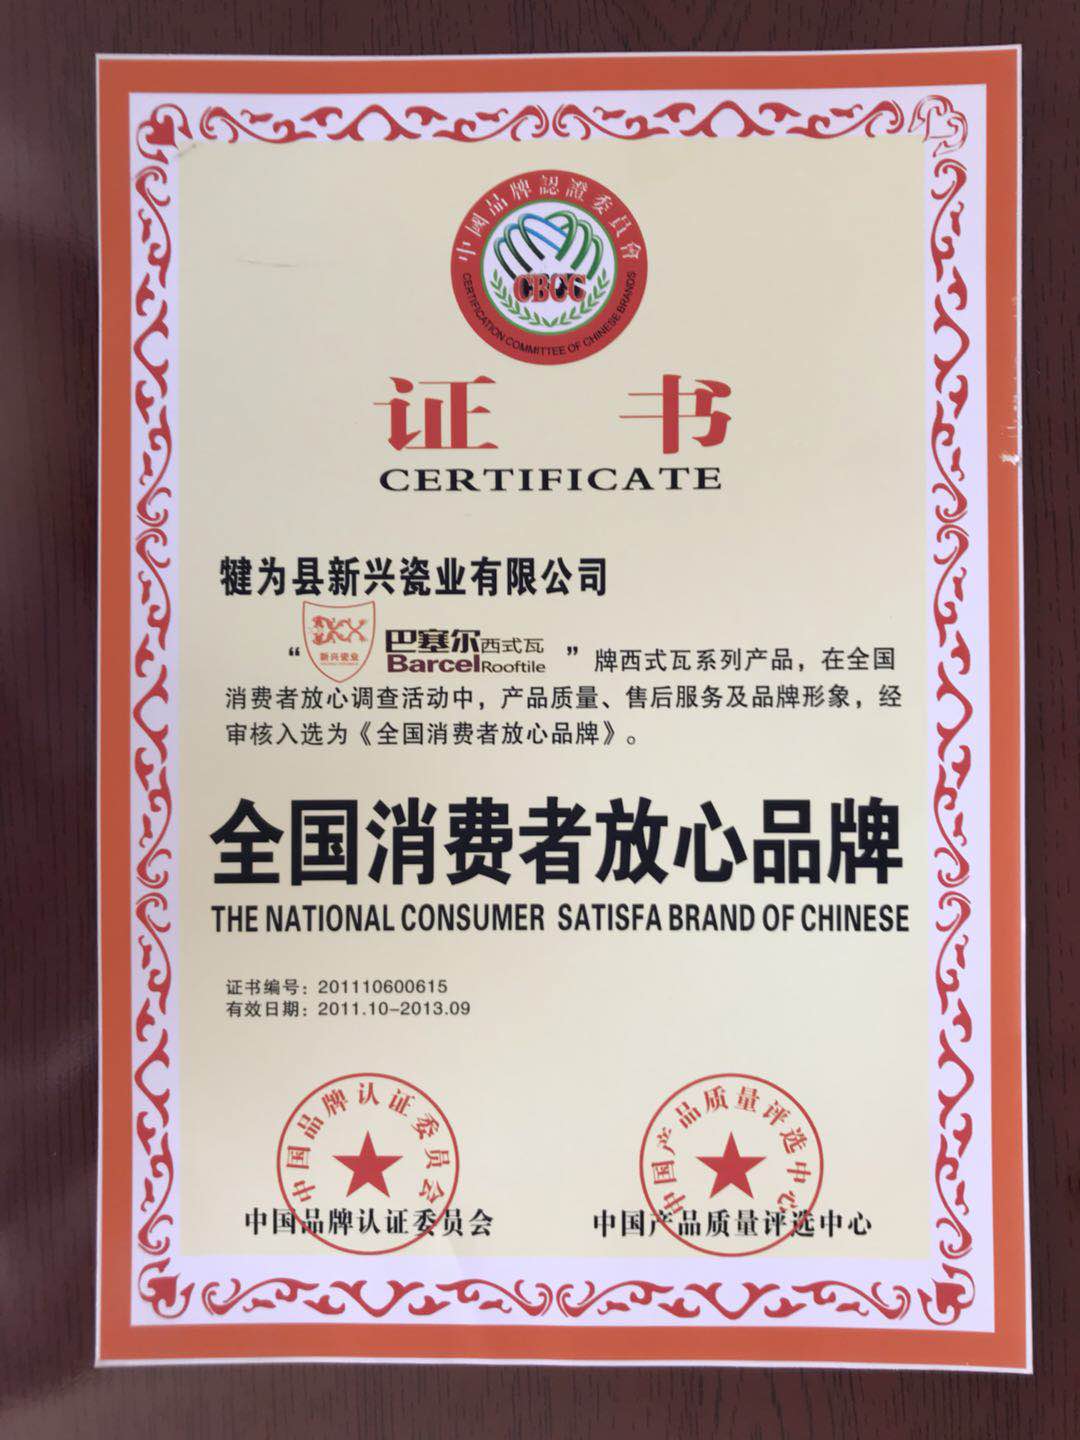 中國品牌認證委員會
CBCC
CERTIFICATION COMMITTEE OF CHINESE BRANDS
证 书
CERTIFICATE
犍为县新兴瓷业有限公司
“ 新兴瓷业 巴塞尔西式瓦 ” 牌西式瓦系列产品，在全国
Barcel Rooftile
消费者放心调查活动中，产品质量、售后服务及品牌形象，经
审核入选为《全国消费者放心品牌》。
全国消费者放心品牌
THE NATIONAL CONSUMER SATISFA BRAND OF CHINESE
证书编号：201110600615
有效日期：2011.10-2013.09
中国品牌认证委员会
中国产品质量评选中心
中国品牌认证委员会
中国产品质量评选中心